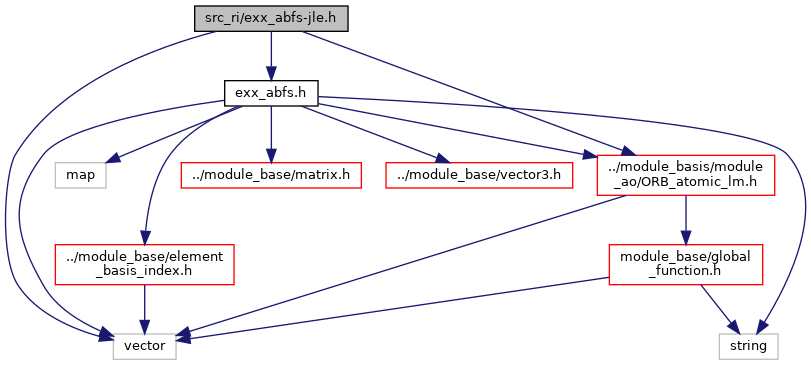 src_ri/exx_abfs-jle.h
exx_abfs.h
map
../module_base/matrix.h
../module_base/vector3.h
../module_basis/module
_ao/ORB_atomic_lm.h
../module_base/element
_basis_index.h
module_base/global
_function.h
vector
string